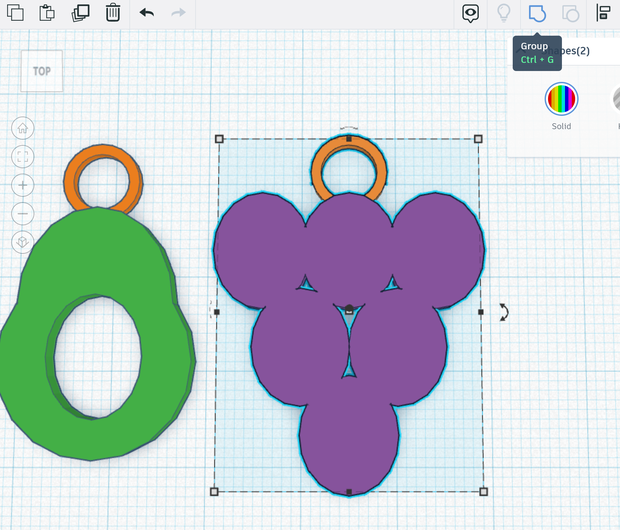 Group
Ctrl + G
apes(2)
TOP
Solid